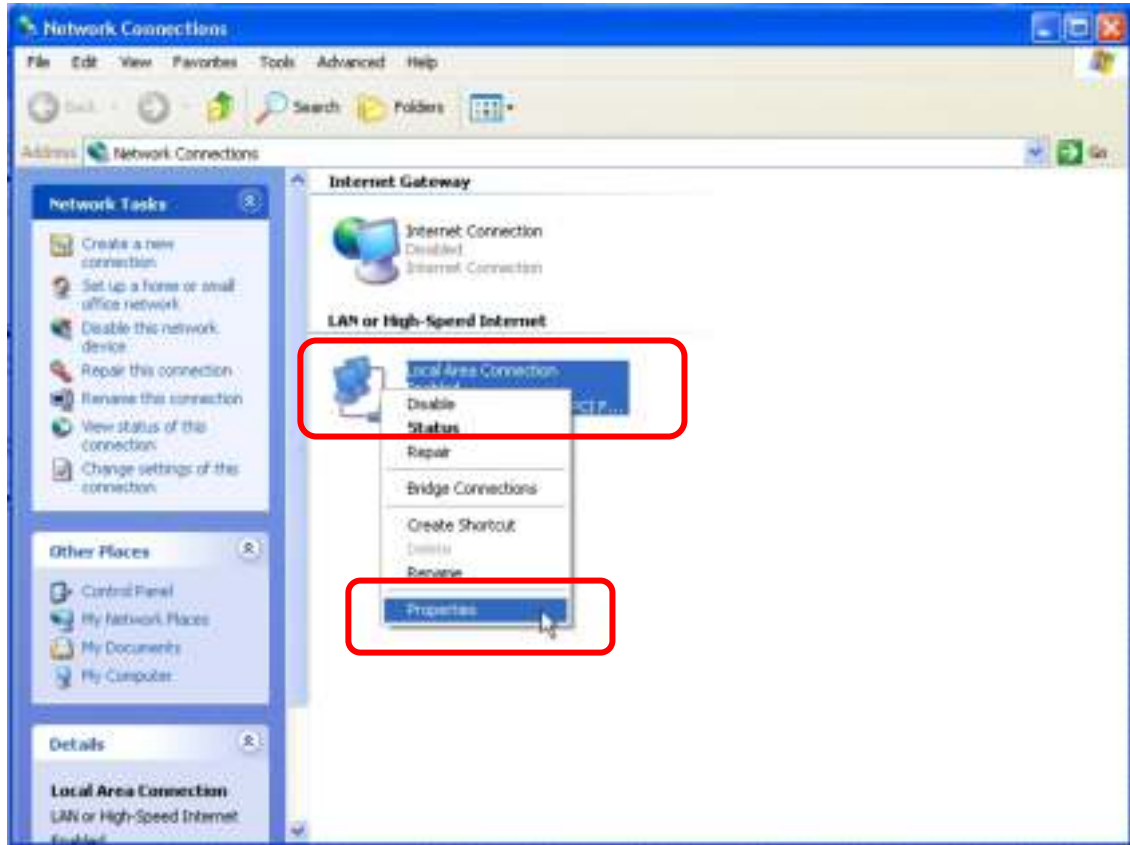 Network Connections
File Edit View Favorites Tools Advanced Help
Back Search Folders
Address Network Connections Go
Network Tasks
Create a new
connection
Set up a home or small
office network
Disable this network
device
Repair this connection
Rename this connection
View status of this
connection
Change settings of this
connection
Other Places
Control Panel
My Network Places
My Documents
My Computer
Details
Local Area Connection
LAN or High-Speed Internet
Enabled
Internet Gateway
Internet Connection
Disabled
Internet Connection
LAN or High-Speed Internet
Local Area Connection
Enabled
Disable
Status
Repair
Bridge Connections
Create Shortcut
Delete
Rename
Properties